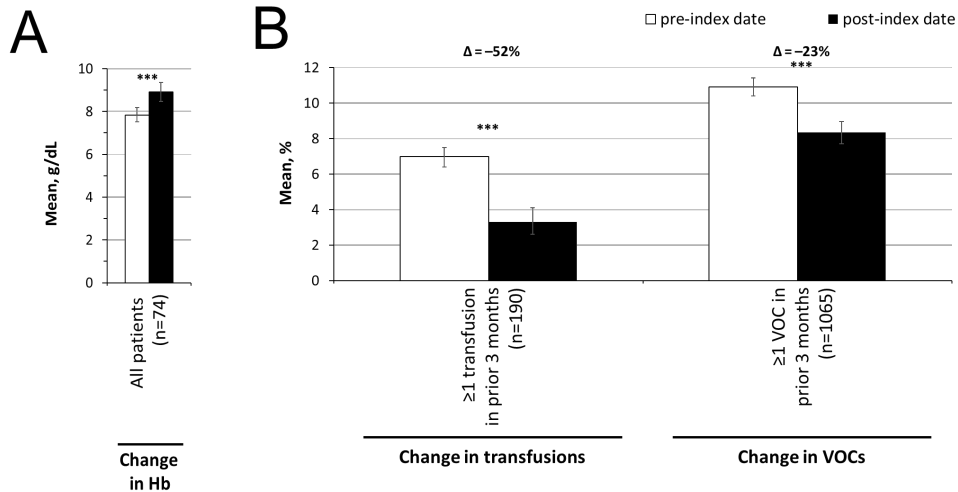 A
B
pre-index date
post-index date
Mean, g/dL
10
8
6
4
2
0
***
All patients
(n=74)
Change
in Hb
Δ = –52%
Δ = –23%
Mean, %
12
10
8
6
4
2
0
***
***
≥1 transfusion
in prior 3 months
(n=190)
≥1 VOC in
prior 3 months
(n=1065)
Change in transfusions
Change in VOCs